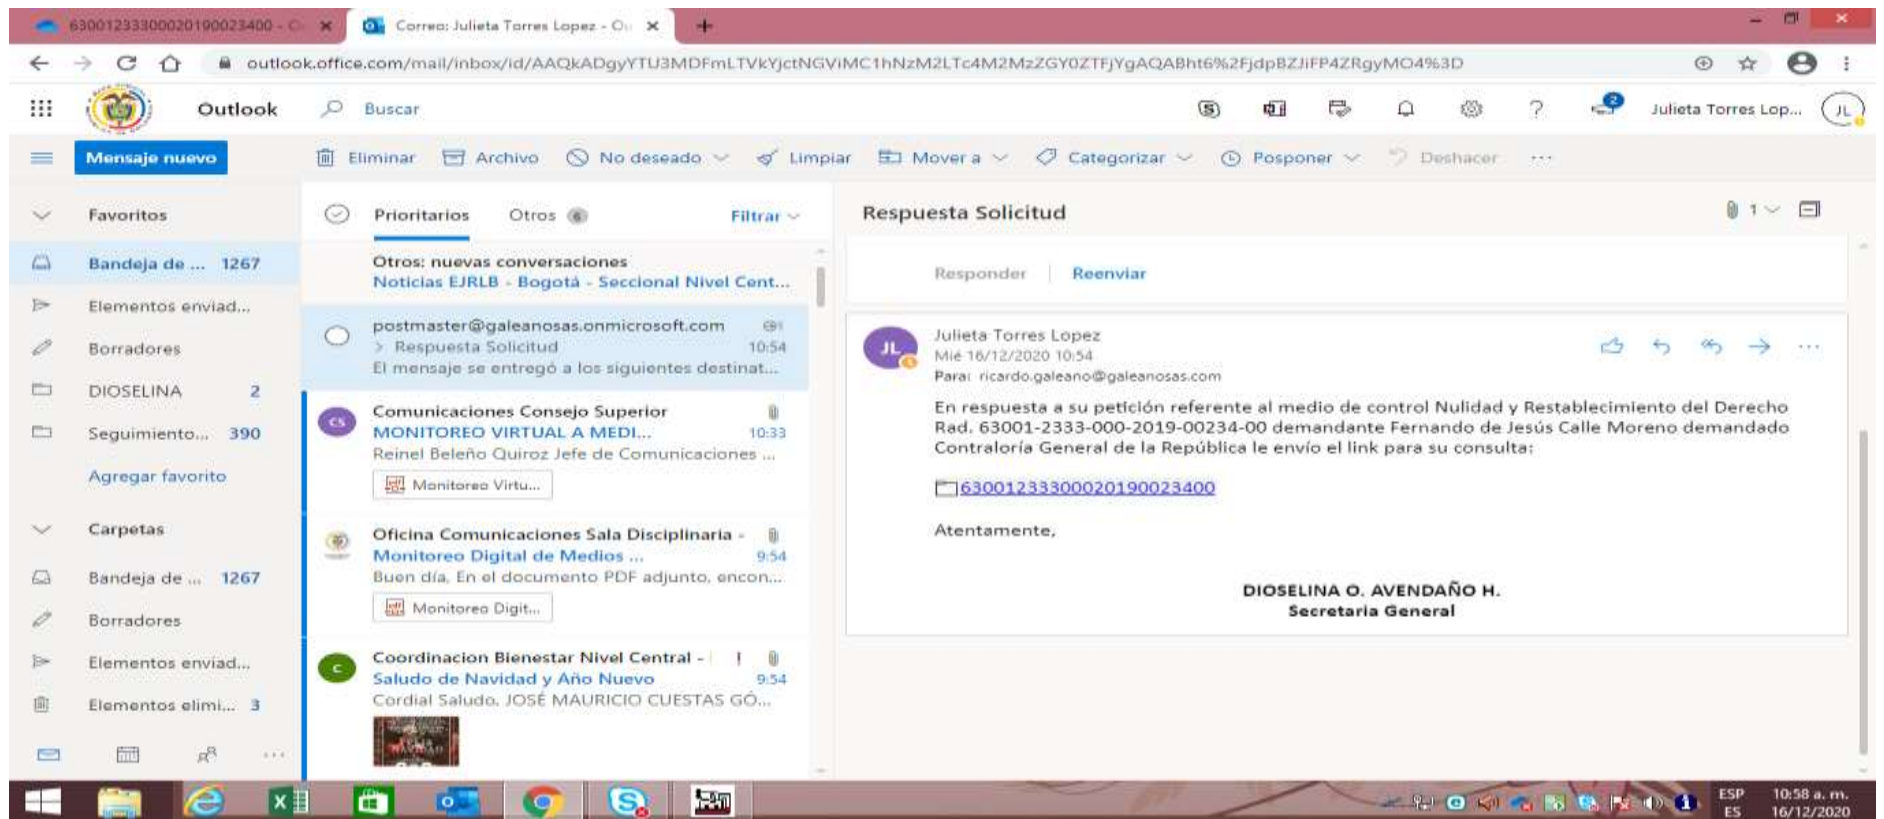 63001233300020190023400 - O
Correo: Julieta Torres Lopez - Ou
outlook.office.com/mail/inbox/id/AAQkADgyYTU3MDFmLTVkYjctNGViMC1hNzM2LTc4M2MzZGY0ZTFjYgAQABht6%2FjdpBZJiFP4ZRgyMO4%3D
Outlook
Buscar
2
Julieta Torres Lop...
JL
Mensaje nuevo
Eliminar
Archivo
No deseado
Limpiar
Mover a
Categorizar
Posponer
Deshacer
Favoritos
Bandeja de ... 1267
Elementos enviad...
Borradores
DIOSELINA 2
Seguimiento... 390
Agregar favorito
Carpetas
Bandeja de ... 1267
Borradores
Elementos enviad...
Elementos elimi... 3
Prioritarios
Otros 6
Filtrar
Otros: nuevas conversaciones
Noticias EJRLB - Bogotá - Seccional Nivel Cent...
postmaster@galeanosas.onmicrosoft.com
> Respuesta Solicitud 10:54
El mensaje se entregó a los siguientes destinat...
CS
Comunicaciones Consejo Superior
MONITOREO VIRTUAL A MEDI... 10:33
Reinel Beleño Quiroz Jefe de Comunicaciones ...
Monitoreo Virtu...
Oficina Comunicaciones Sala Disciplinaria -
Monitoreo Digital de Medios ... 9:54
Buen día, En el documento PDF adjunto, encon...
Monitoreo Digit...
C
Coordinacion Bienestar Nivel Central - !
Saludo de Navidad y Año Nuevo 9:54
Cordial Saludo, JOSÉ MAURICIO CUESTAS GÓ...
Respuesta Solicitud
1
Responder | Reenviar
JL
Julieta Torres Lopez
Mié 16/12/2020 10:54
Para: ricardo.galeano@galeanosas.com
En respuesta a su petición referente al medio de control Nulidad y Restablecimiento del Derecho
Rad. 63001-2333-000-2019-00234-00 demandante Fernando de Jesús Calle Moreno demandado
Contraloría General de la República le envío el link para su consulta:
63001233300020190023400
Atentamente,
DIOSELINA O. AVENDAÑO H.
Secretaria General
ESP
ES
10:58 a. m.
16/12/2020